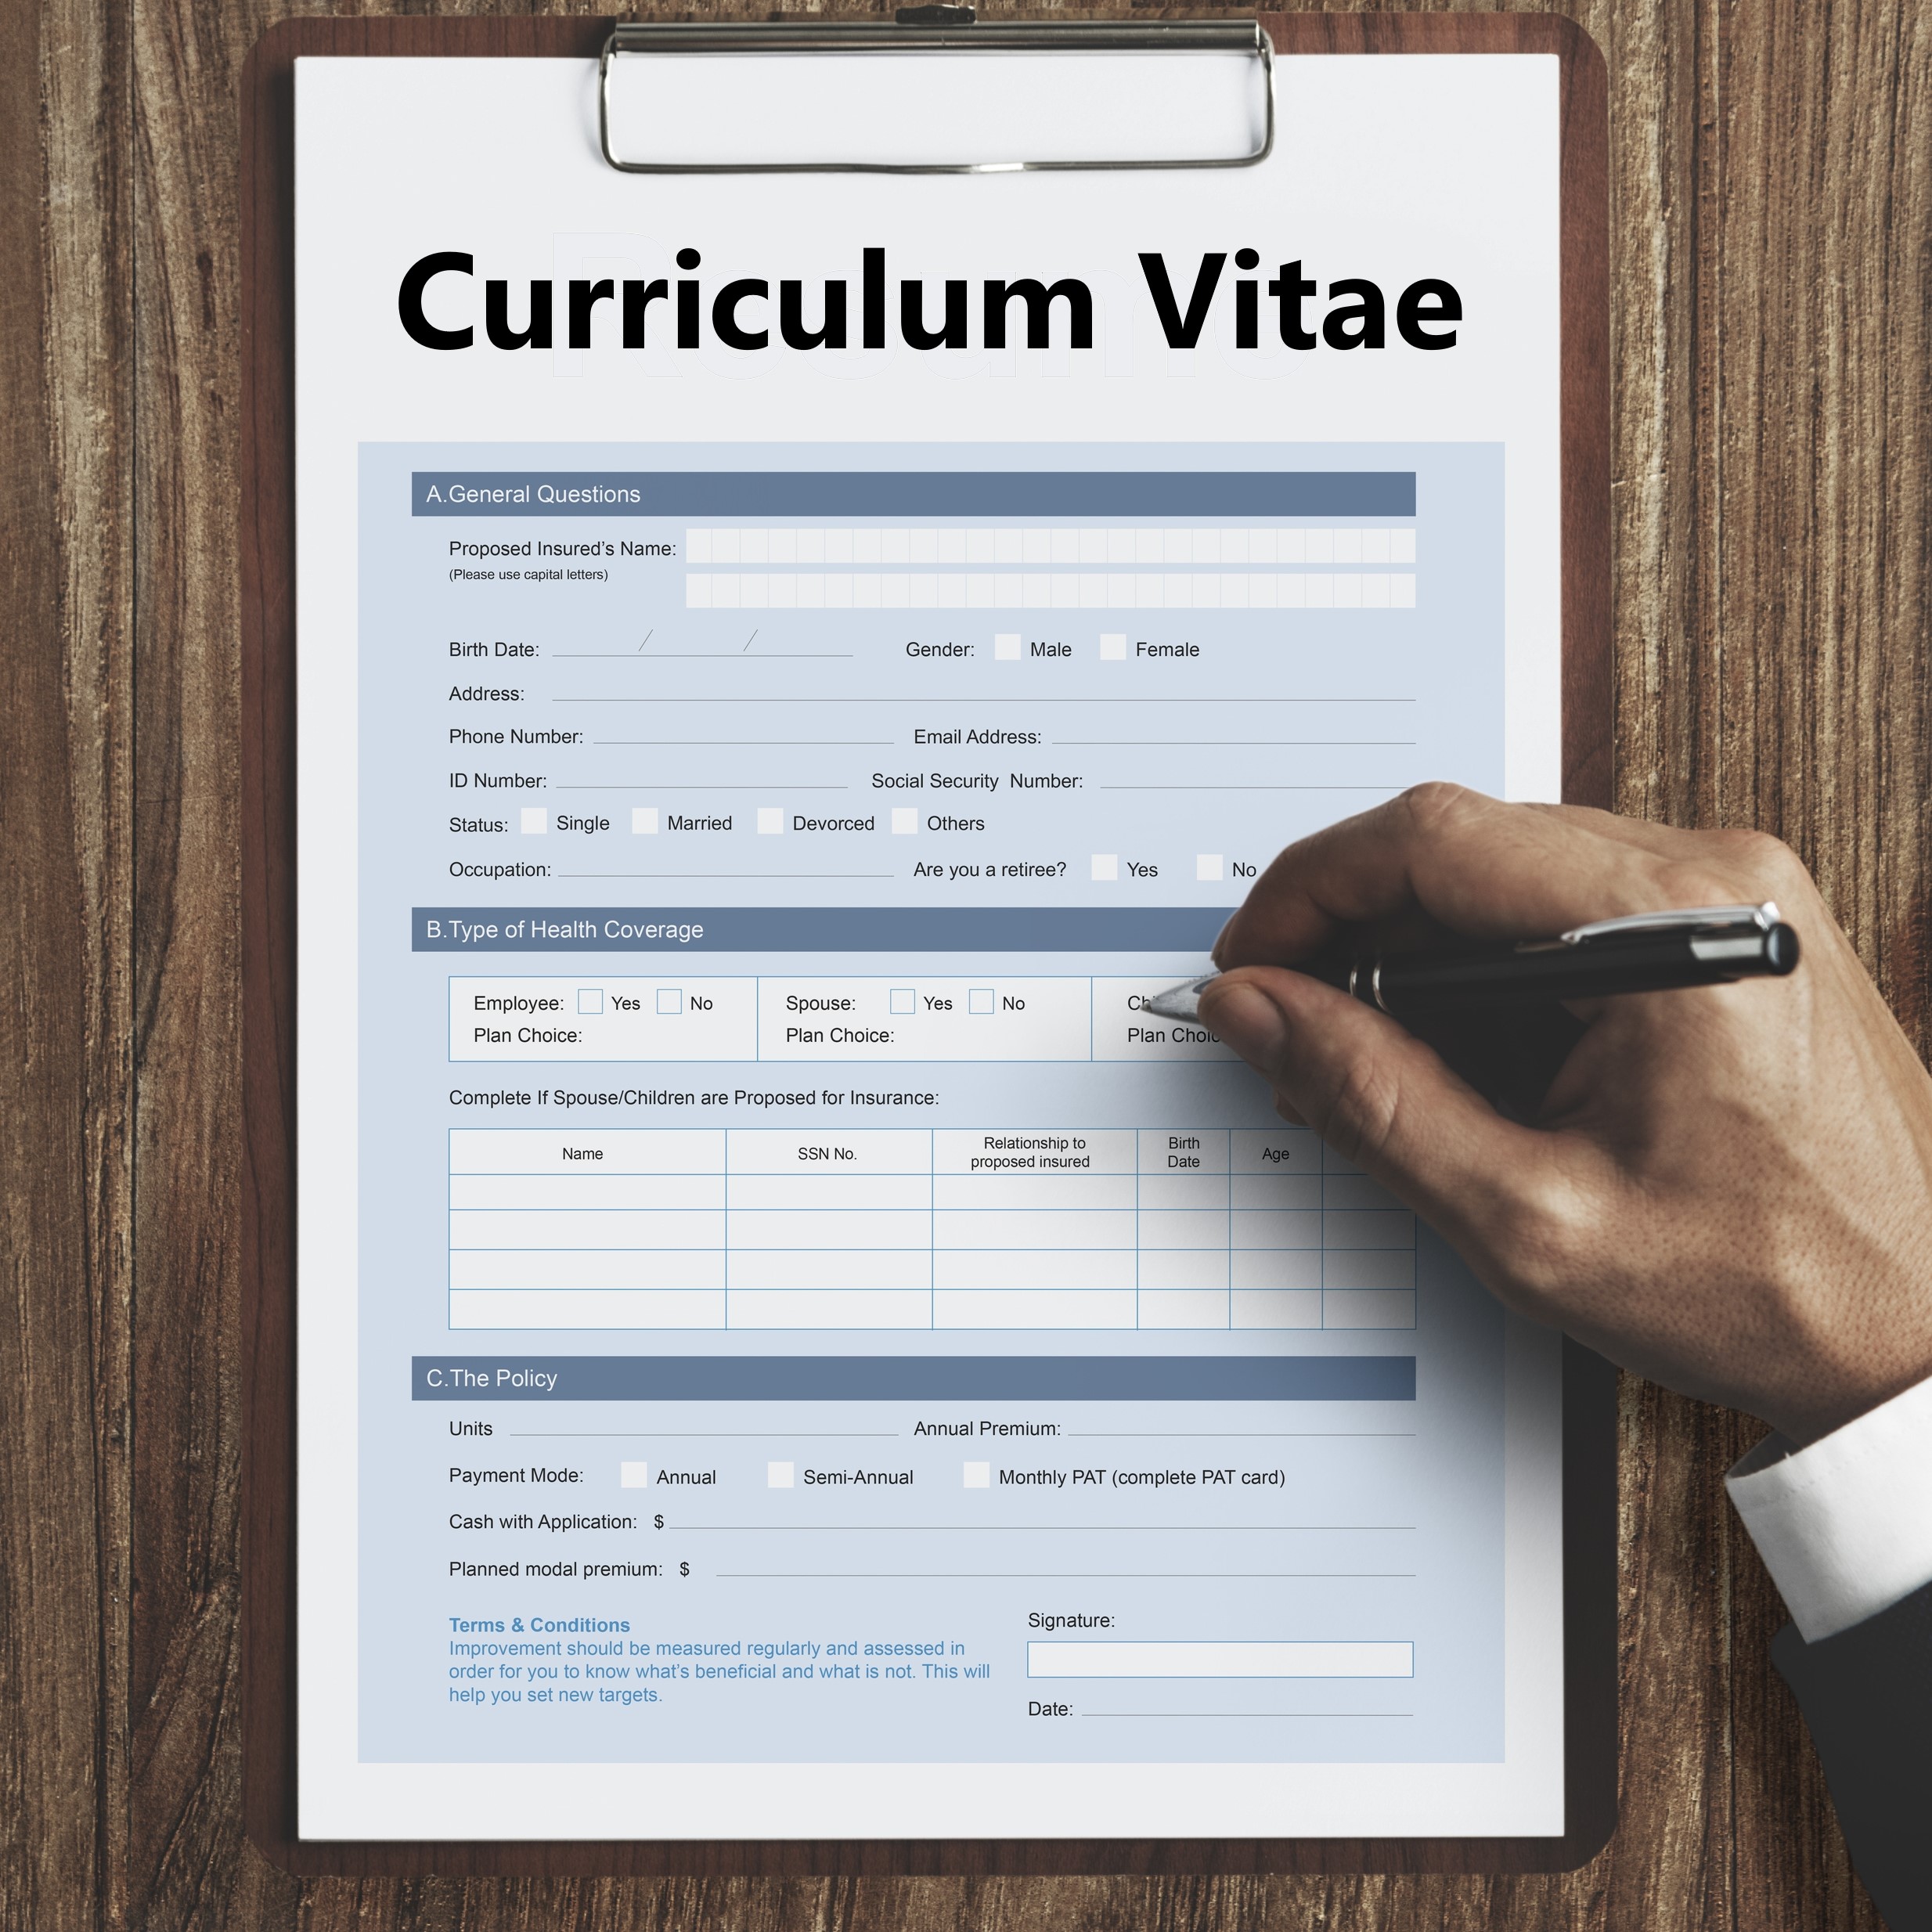 Curriculum Vitae
A.General Questions
Proposed Insured's Name:
(Please use capital letters)
Birth Date: / / Gender: Male Female
Address:
Phone Number: Email Address:
ID Number: Social Security Number:
Status: Single Married Devorced Others
Occupation: Are you a retiree? Yes No
B.Type of Health Coverage
Employee: Yes No Spouse: Yes No
Plan Choice: Plan Choice: Plan
Complete If Spouse/Children are Proposed for Insurance:
Name SSN No. Relationship to proposed insured Birth Date Age
C.The Policy
Units Annual Premium:
Payment Mode: Annual Semi-Annual Monthly PAT (complete PAT card)
Cash with Application: $
Planned modal premium: $
Terms & Conditions
Improvement should be measured regularly and assessed in
order for you to know what's beneficial and what is not. This will
help you set new targets.
Signature:
Date: